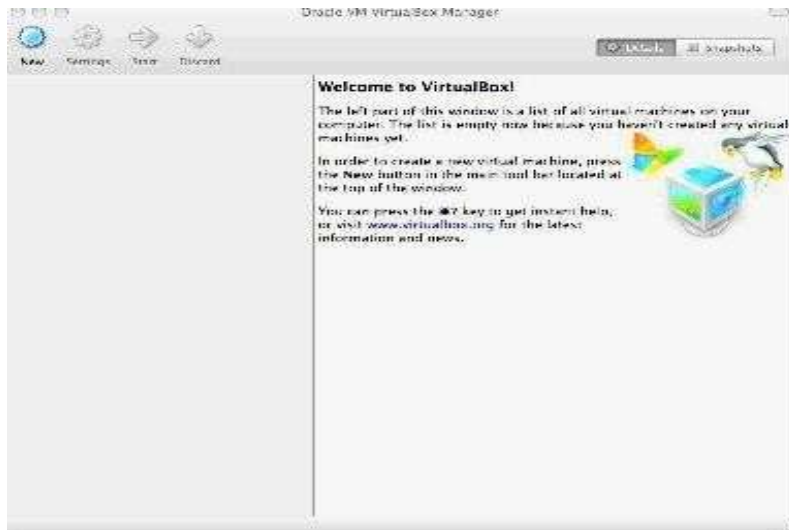 Oracle VM VirtualBox Manager
New Settings Start Discard
Details Snapshots
Welcome to VirtualBox!
The left part of this window is a list of all virtual machines on your
computer. The list is empty now because you haven't created any virtual
machines yet.
In order to create a new virtual machine, press
the New button in the main tool bar located at
the top of the window.
You can press the ⌘? key to get instant help,
or visit www.virtualbox.org for the latest
information and news.